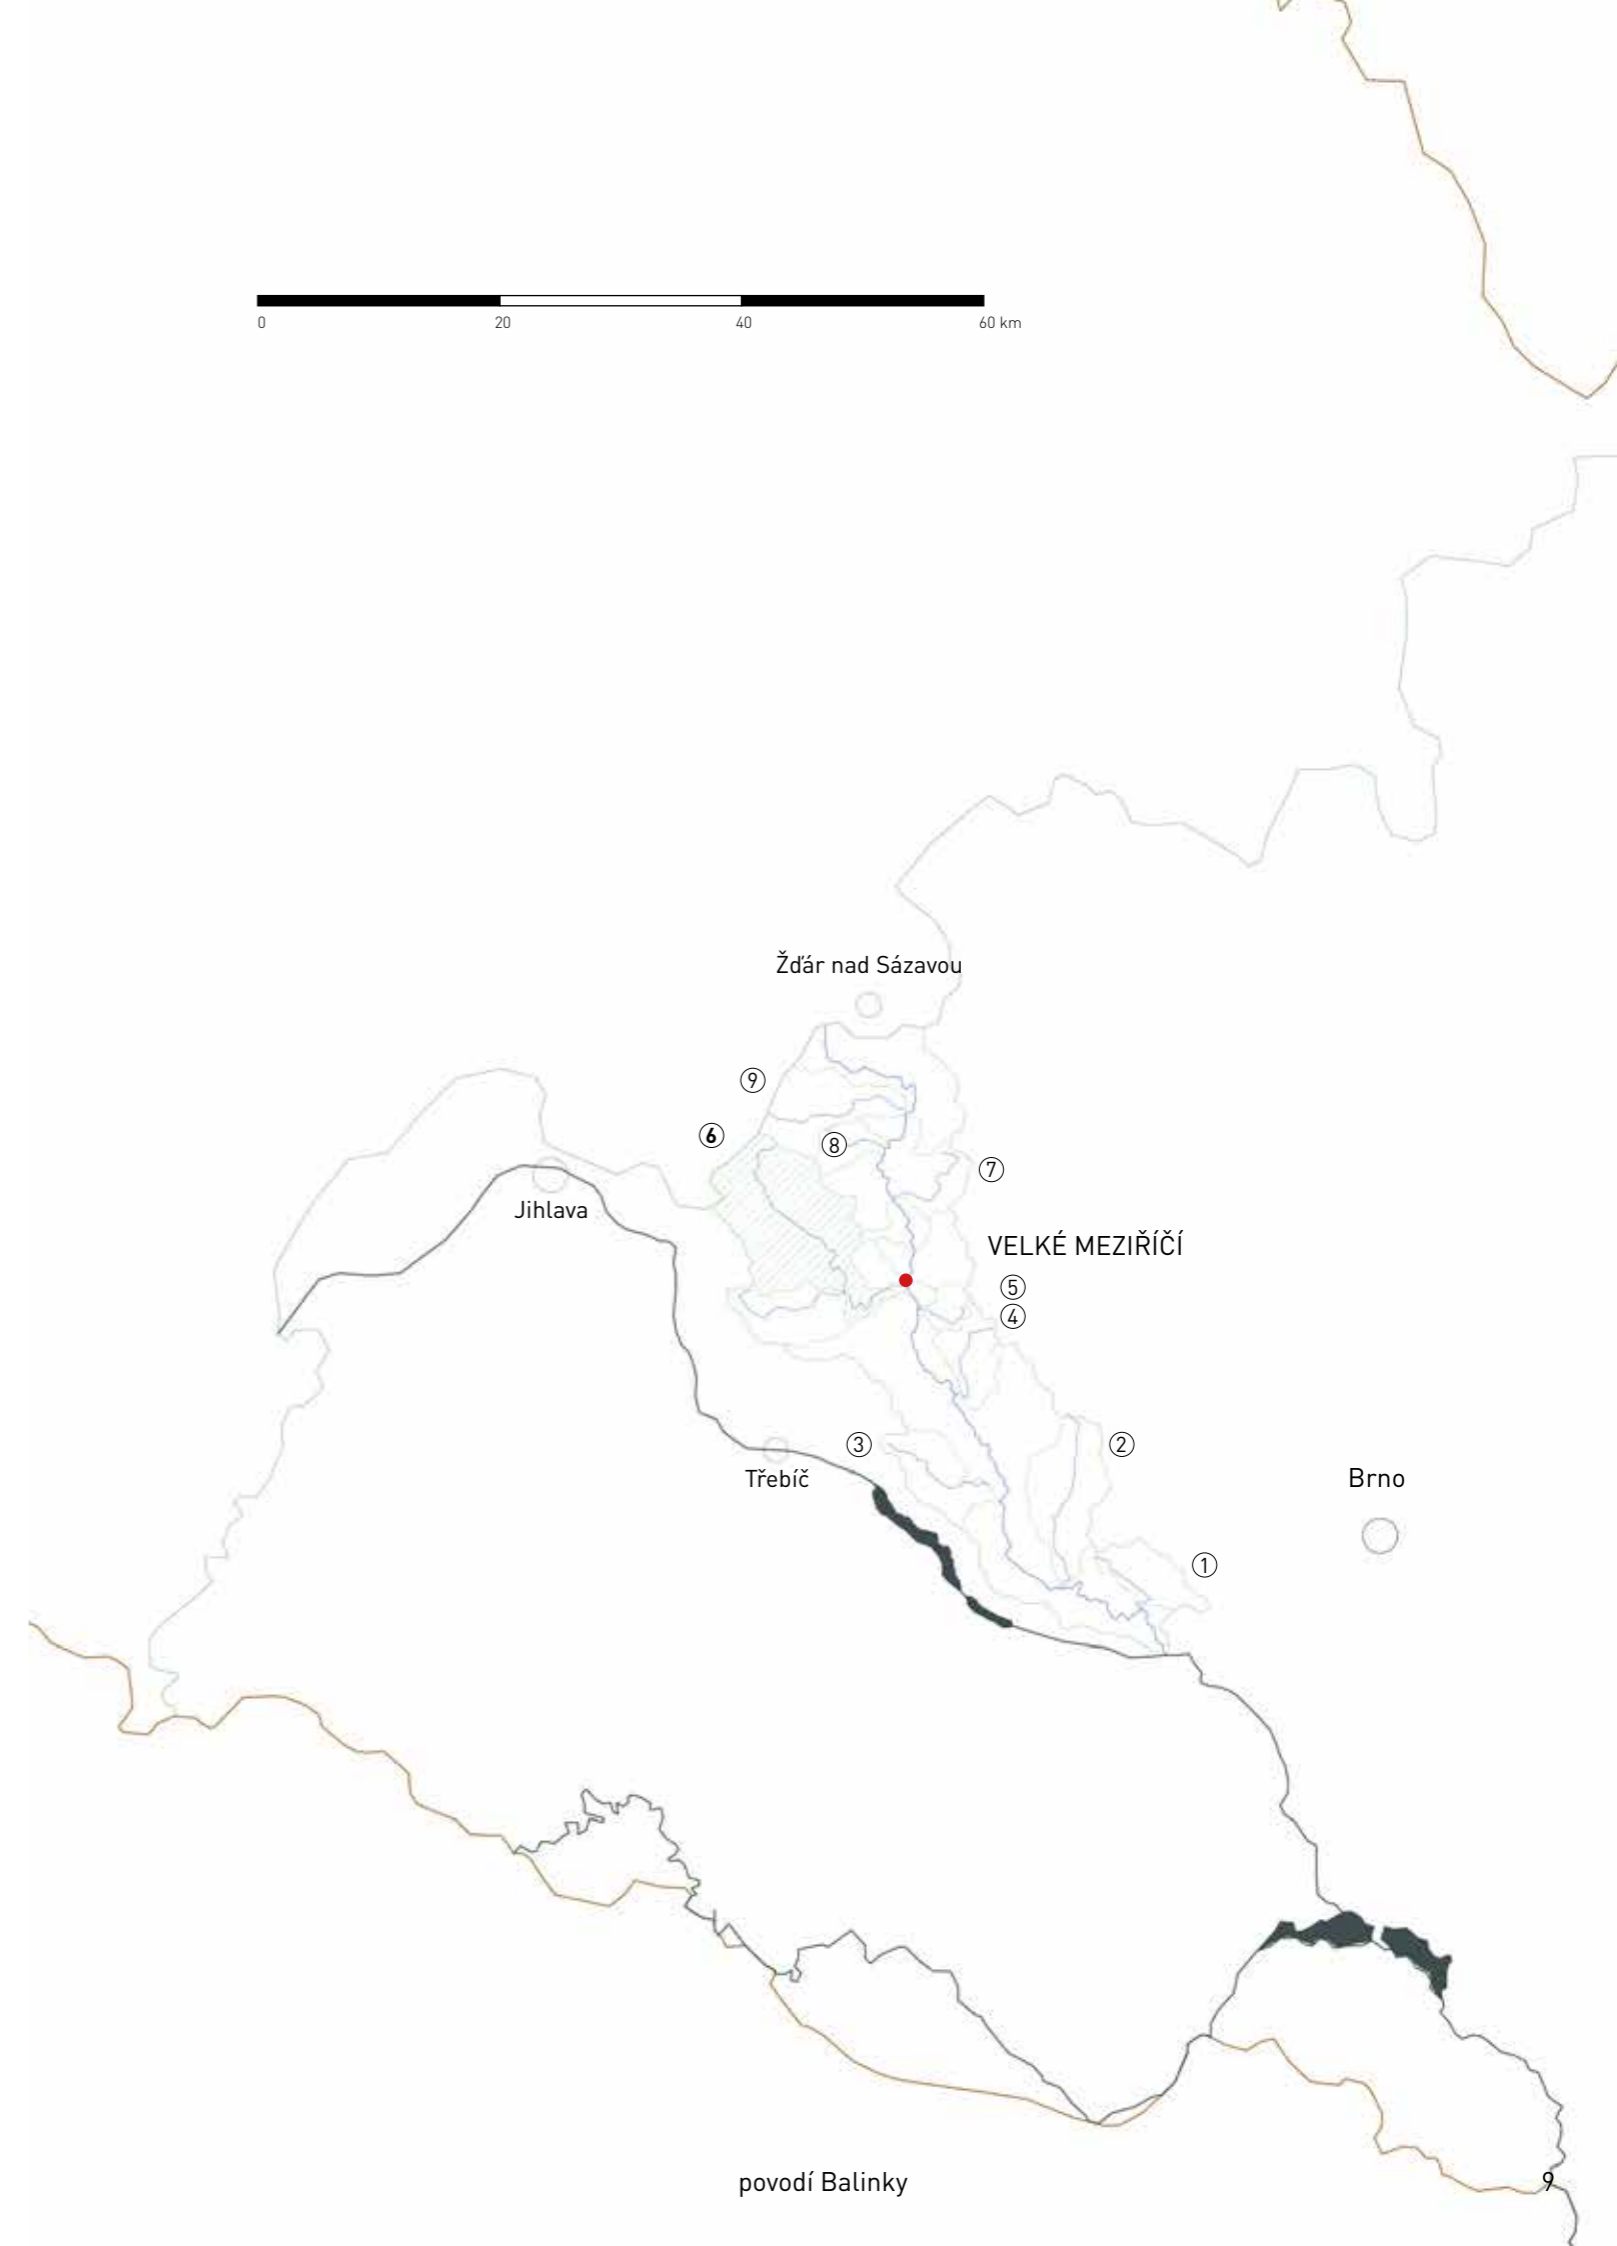 0 20 40 60 km
Žďár nad Sázavou
⑨
⑥
⑧
⑦
Jihlava
VELKÉ MEZIŘÍČÍ
⑤
④
③
②
Třebíč
Brno
①
povodí Balinky
9